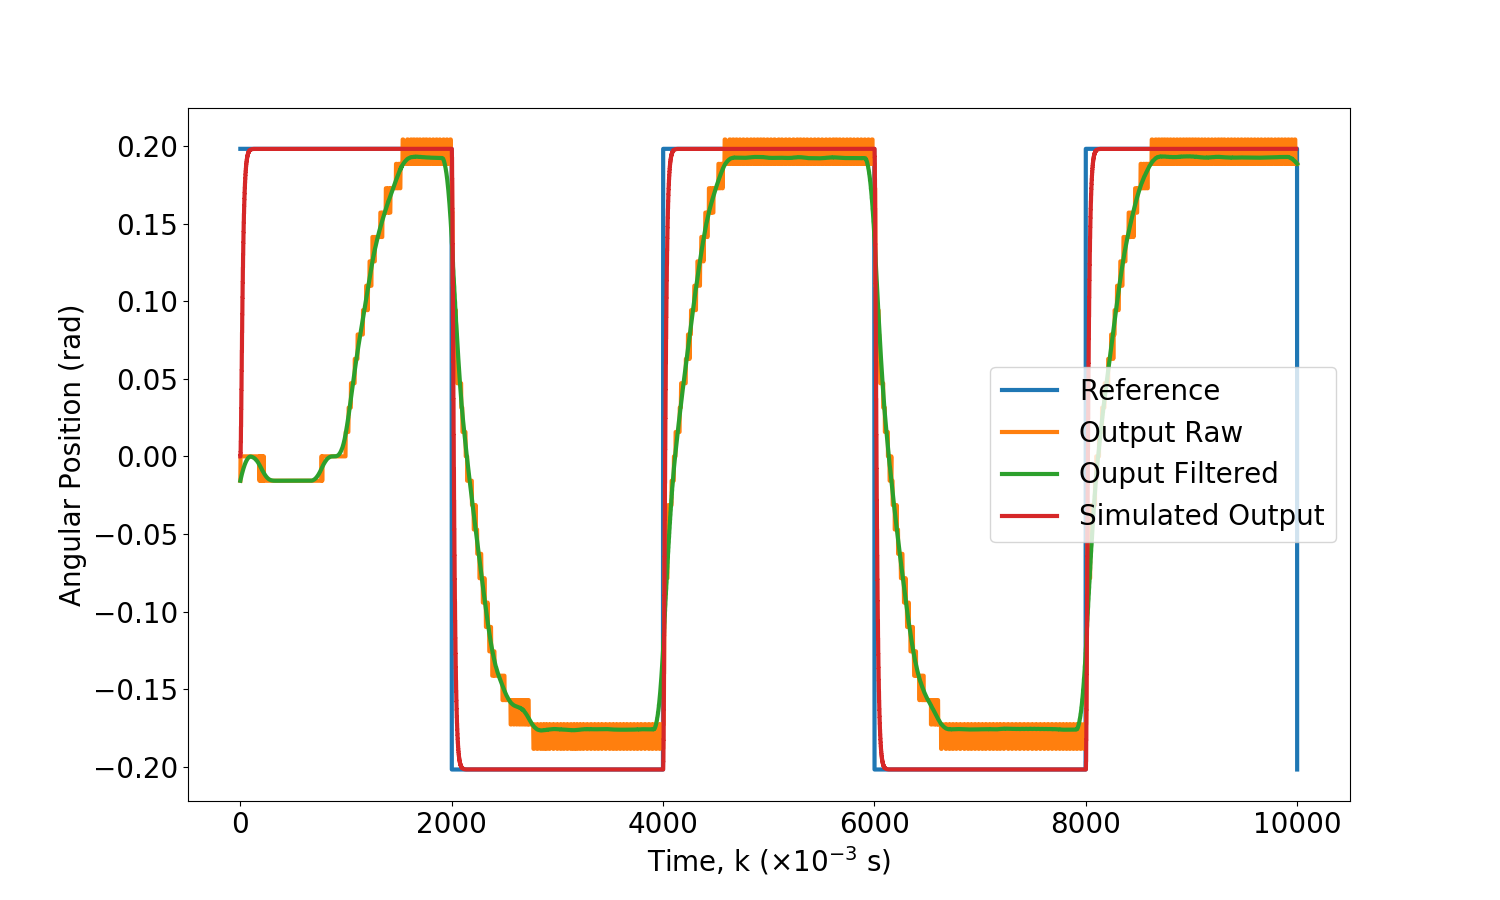 0.20
0.15
0.10
0.05
0.00
−0.05
−0.10
−0.15
−0.20
Angular Position (rad)
Reference
Output Raw
Ouput Filtered
Simulated Output
0 2000 4000 6000 8000 10000
Time, k (×10⁻³ s)